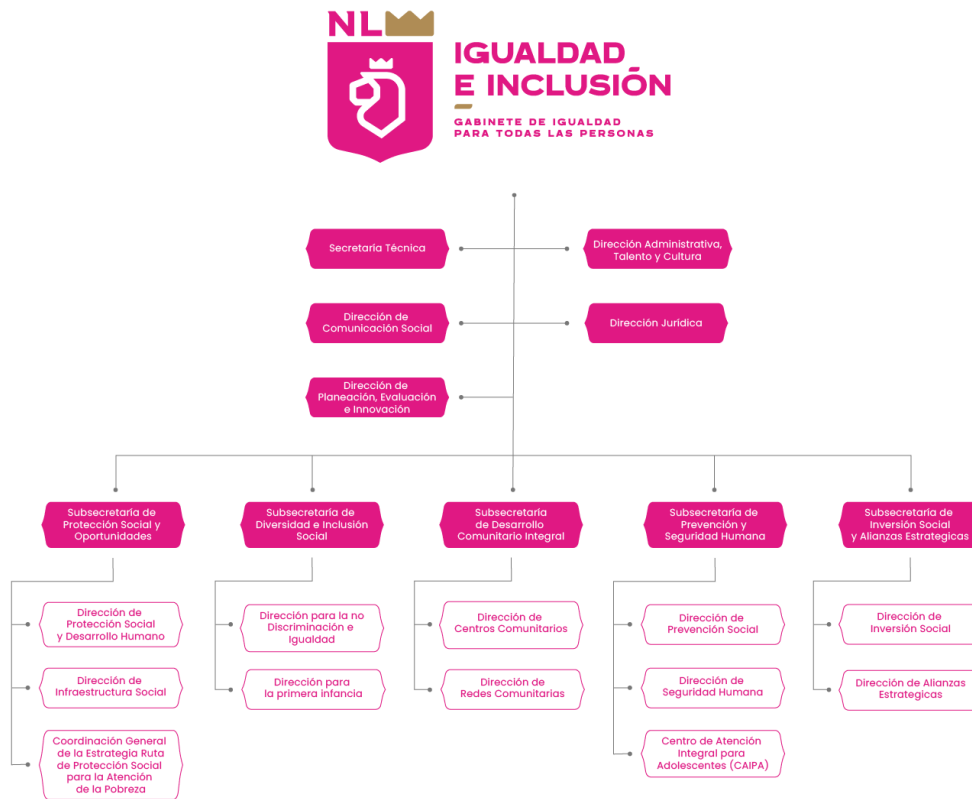 NL
IGUALDAD
E INCLUSIÓN
GABINETE DE IGUALDAD
PARA TODAS LAS PERSONAS
Secretaria Técnica
Dirección Administrativa,
Talento y Cultura
Dirección de
Comunicación Social
Dirección Jurídica
Dirección de
Planeación, Evaluación
e Innovación
Subsecretaría de
Protección Social y
Oportunidades
Subsecretaría de
Diversidad e Inclusión
Social
Subsecretaría
de Desarrollo
Comunitario Integral
Subsecretaría de
Prevención y
Seguridad Humana
Subsecretaría de
Inversión Social
y Alianzas Estrategicas
Dirección de
Protección Social
y Desarrollo Humano
Dirección de
Infraestructura Social
Coordinación General
de la Estrategia Ruta
de Protección Social
para la Atención
de la Pobreza
Dirección para la no
Discriminación e
Igualdad
Dirección para
la primera infancia
Dirección de
Centros Comunitarios
Dirección de
Redes Comunitarias
Dirección de
Prevención Social
Dirección de
Seguridad Humana
Centro de Atención
Integral para
Adolescentes (CAIPA)
Dirección de
Inversión Social
Dirección de Alianzas
Estrategicas